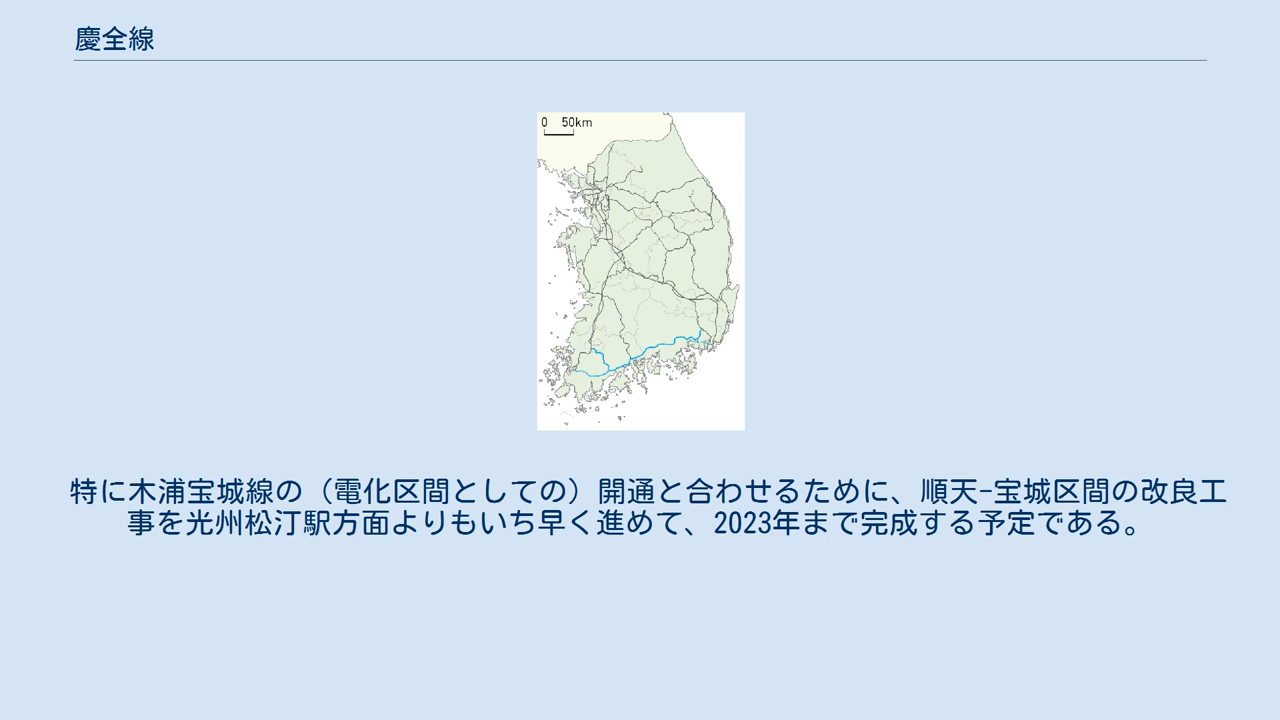 慶全線
0 50km
特に木浦宝城線の（電化区間としての）開通と合わせるために、順天-宝城区間の改良工
事を光州松汀駅方面よりもいち早く進めて、2023年まで完成する予定である。